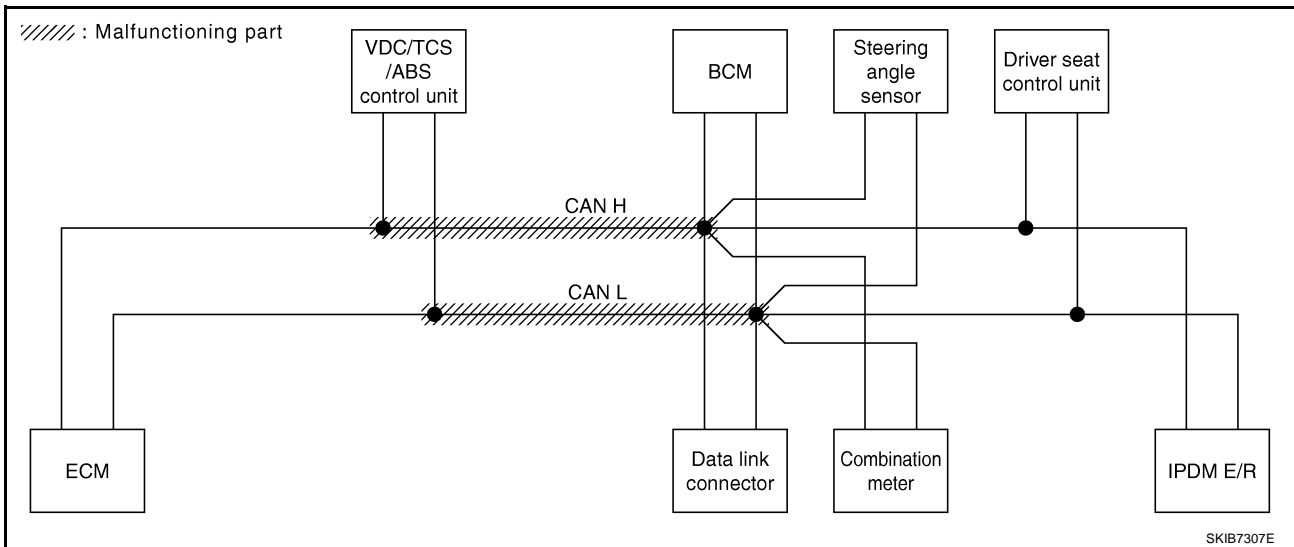 : Malfunctioning part
VDC/TCS
/ABS
control unit
BCM
Steering
angle
sensor
Driver seat
control unit
CAN H
CAN L
ECM
Data link
connector
Combination
meter
IPDM E/R
SKIB7307E